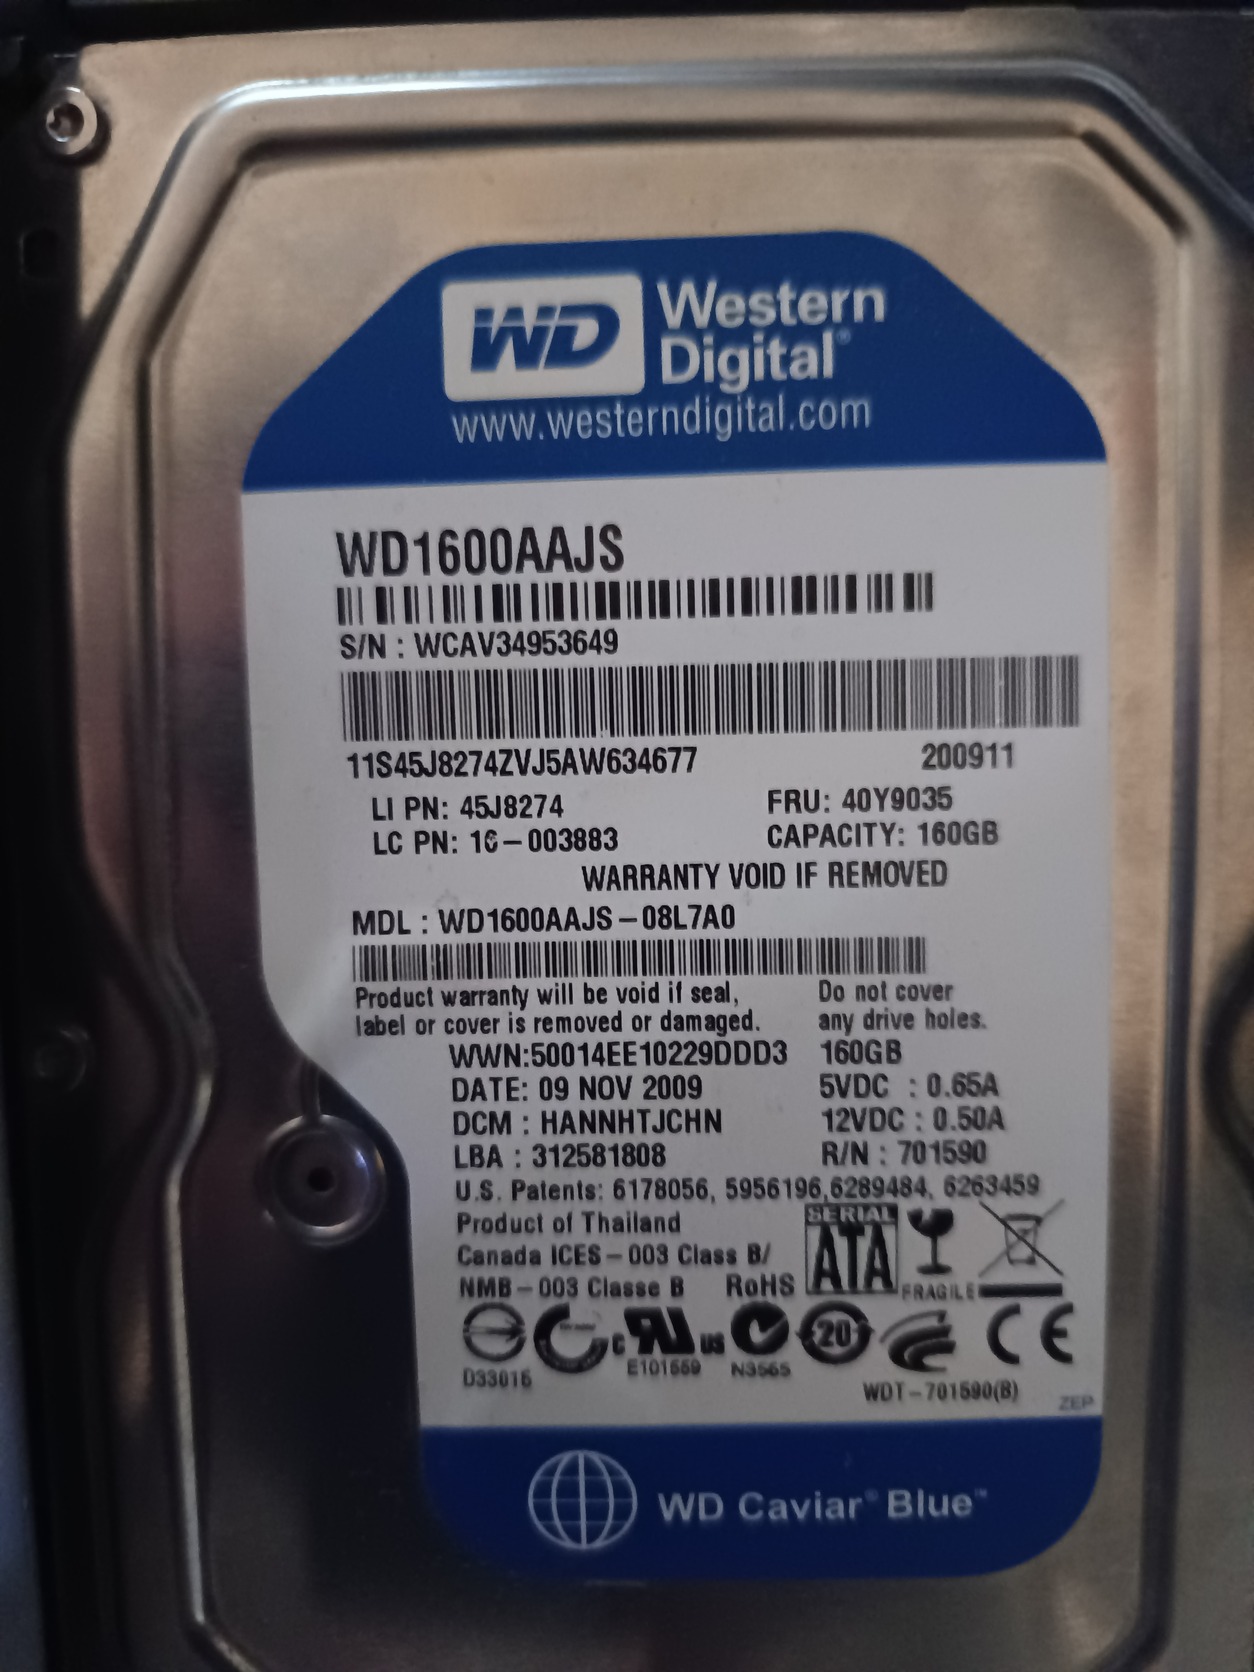 WD Western
Digital®
www.westerndigital.com
WD1600AAJS
S/N : WCAV34953649
11S45J8274ZVJ5AW634677 200911
LI PN: 45J8274 FRU: 40Y9035
LC PN: 16-003883 CAPACITY: 160GB
WARRANTY VOID IF REMOVED
MDL : WD1600AAJS-08L7A0
Product warranty will be void if seal, Do not cover
label or cover is removed or damaged. any drive holes.
WWN:50014EE10229DDD3 160GB
DATE: 09 NOV 2009 5VDC : 0.65A
DCM : HANNHTJCHN 12VDC : 0.50A
LBA : 312581808 R/N : 701590
U.S. Patents: 6178056, 5956196,6289484, 6263459
Product of Thailand SERIAL
Canada ICES-003 Class B/ ATA
NMB-003 Classe B RoHS FRAGILE
c us 20 CE
D33016 E101559 N3565
WDT-701590(B) ZEP
WD Caviar® Blue™